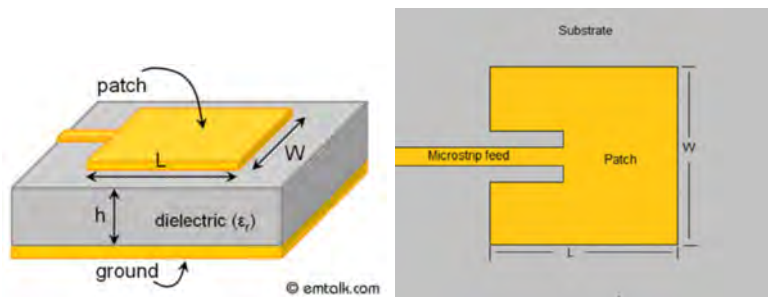 patch
L
W
h
dielectric (εr)
ground
© emtalk.com
Substrate
Microstrip feed
Patch
W
L